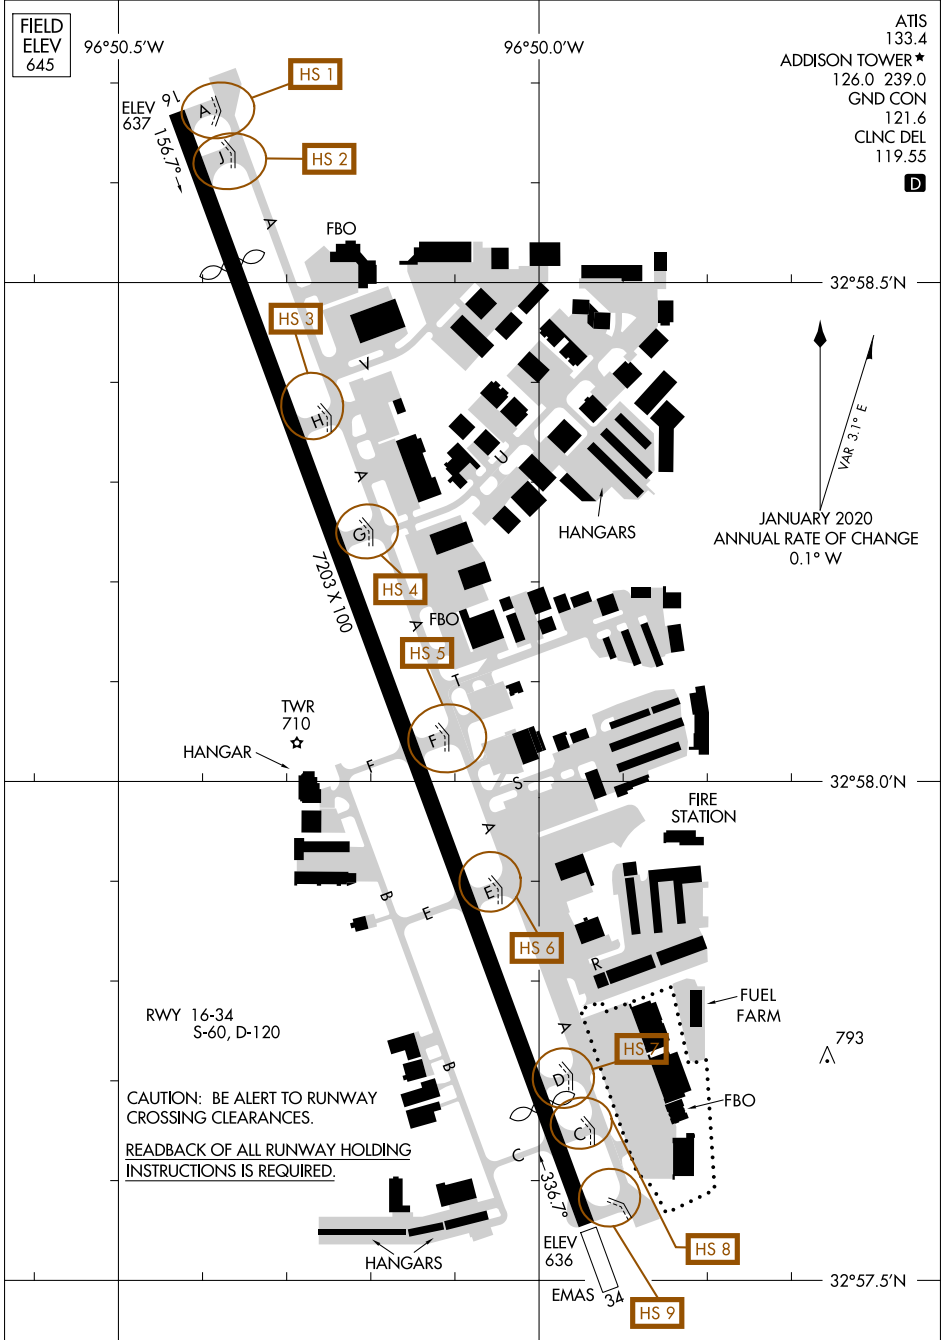 FIELD
ELEV
645
96°50.5'W
96°50.0'W
ATIS
133.4
ADDISON TOWER★
126.0 239.0
GND CON
121.6
CLNC DEL
119.55
D
HS 1
16
ELEV
637
A
156.7°
J
HS 2
A
FBO
32°58.5'N
HS 3
V
H
VAR 3.1° E
A
U
G
HANGARS
JANUARY 2020
ANNUAL RATE OF CHANGE
0.1° W
7203 X 100
HS 4
A
FBO
HS 5
T
TWR
710
F
HANGAR
F
S
32°58.0'N
FIRE
STATION
A
E
B
E
HS 6
R
FUEL
FARM
RWY 16-34
S-60, D-120
A
HS 7
793
B
D
CAUTION: BE ALERT TO RUNWAY
CROSSING CLEARANCES.
FBO
C
READBACK OF ALL RUNWAY HOLDING
INSTRUCTIONS IS REQUIRED.
C
336.7°
ELEV
636
HS 8
HANGARS
32°57.5'N
EMAS
34
HS 9